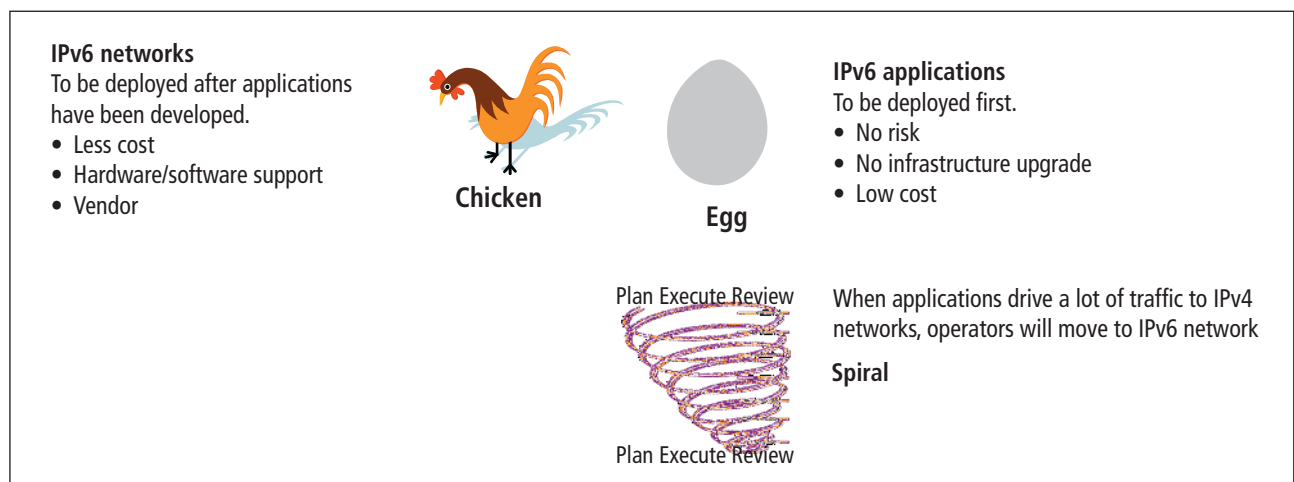 IPv6 networks
To be deployed after applications
have been developed.
• Less cost
• Hardware/software support
• Vendor
Chicken
Egg
IPv6 applications
To be deployed first.
• No risk
• No infrastructure upgrade
• Low cost
Plan Execute Review
Plan Execute Review
When applications drive a lot of traffic to IPv4
networks, operators will move to IPv6 network
Spiral